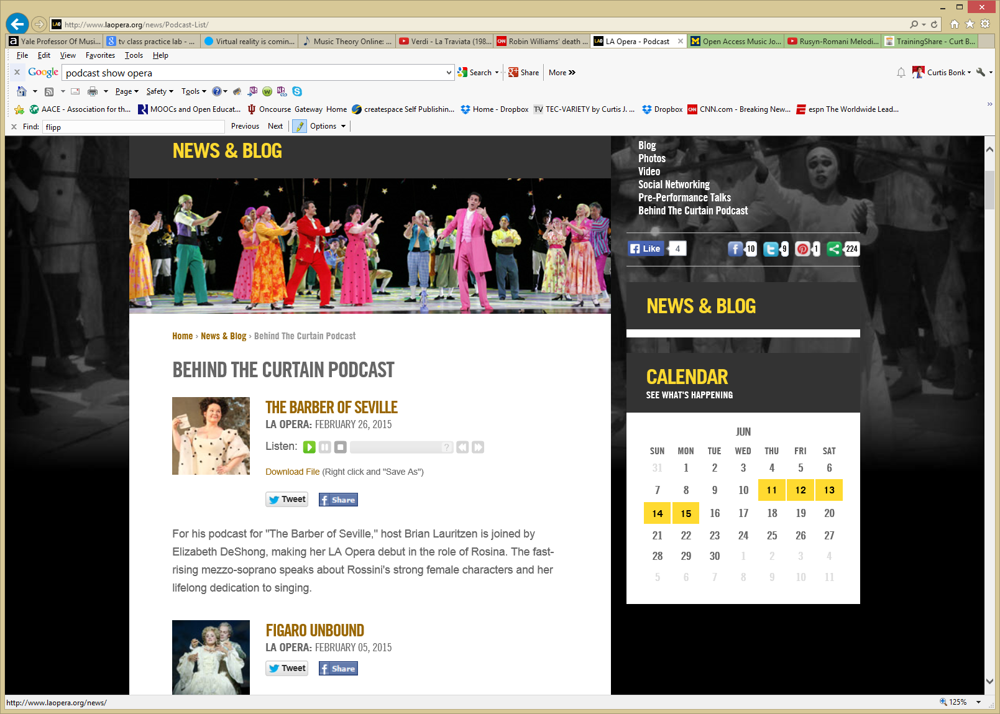 http://www.laopera.org/news/Podcast-List/
Yale Professor Of Musi...
tv class practice lab - ...
Virtual reality is comin...
Music Theory Online: ...
Verdi - La Traviata (198...
Robin Williams' death ...
LA Opera - Podcast
Open Access Music Jo...
Rusyn-Romani Melodi...
TrainingShare - Curt B...
File Edit View Favorites Tools Help
x Google podcast show opera Search Share More » Curtis Bonk
Page Safety Tools
AACE - Association for th... MOOCs and Open Educat... Oncourse Gateway Home createspace Self Publishin... Home - Dropbox TEC-VARIETY by Curtis J. ... Dropbox CNN.com - Breaking New... espn The Worldwide Lead... »
x Find: flipp Previous Next Options
NEWS & BLOG
Home › News & Blog › Behind The Curtain Podcast
BEHIND THE CURTAIN PODCAST
THE BARBER OF SEVILLE
LA OPERA: FEBRUARY 26, 2015
Listen: ?
Download File (Right click and "Save As")
Tweet f Share
For his podcast for "The Barber of Seville," host Brian Lauritzen is joined by
Elizabeth DeShong, making her LA Opera debut in the role of Rosina. The fast-
rising mezzo-soprano speaks about Rossini's strong female characters and her
lifelong dedication to singing.
FIGARO UNBOUND
LA OPERA: FEBRUARY 05, 2015
Tweet f Share
Blog
Photos
Video
Social Networking
Pre-Performance Talks
Behind The Curtain Podcast
Like 4 10 9 1 224
NEWS & BLOG
CALENDAR
SEE WHAT'S HAPPENING
JUN
SUN MON TUE WED THU FRI SAT
31 1 2 3 4 5 6
7 8 9 10 11 12 13
14 15 16 17 18 19 20
21 22 23 24 25 26 27
28 29 30 1 2 3 4
5 6 7 8 9 10 11
http://www.laopera.org/news/
125%